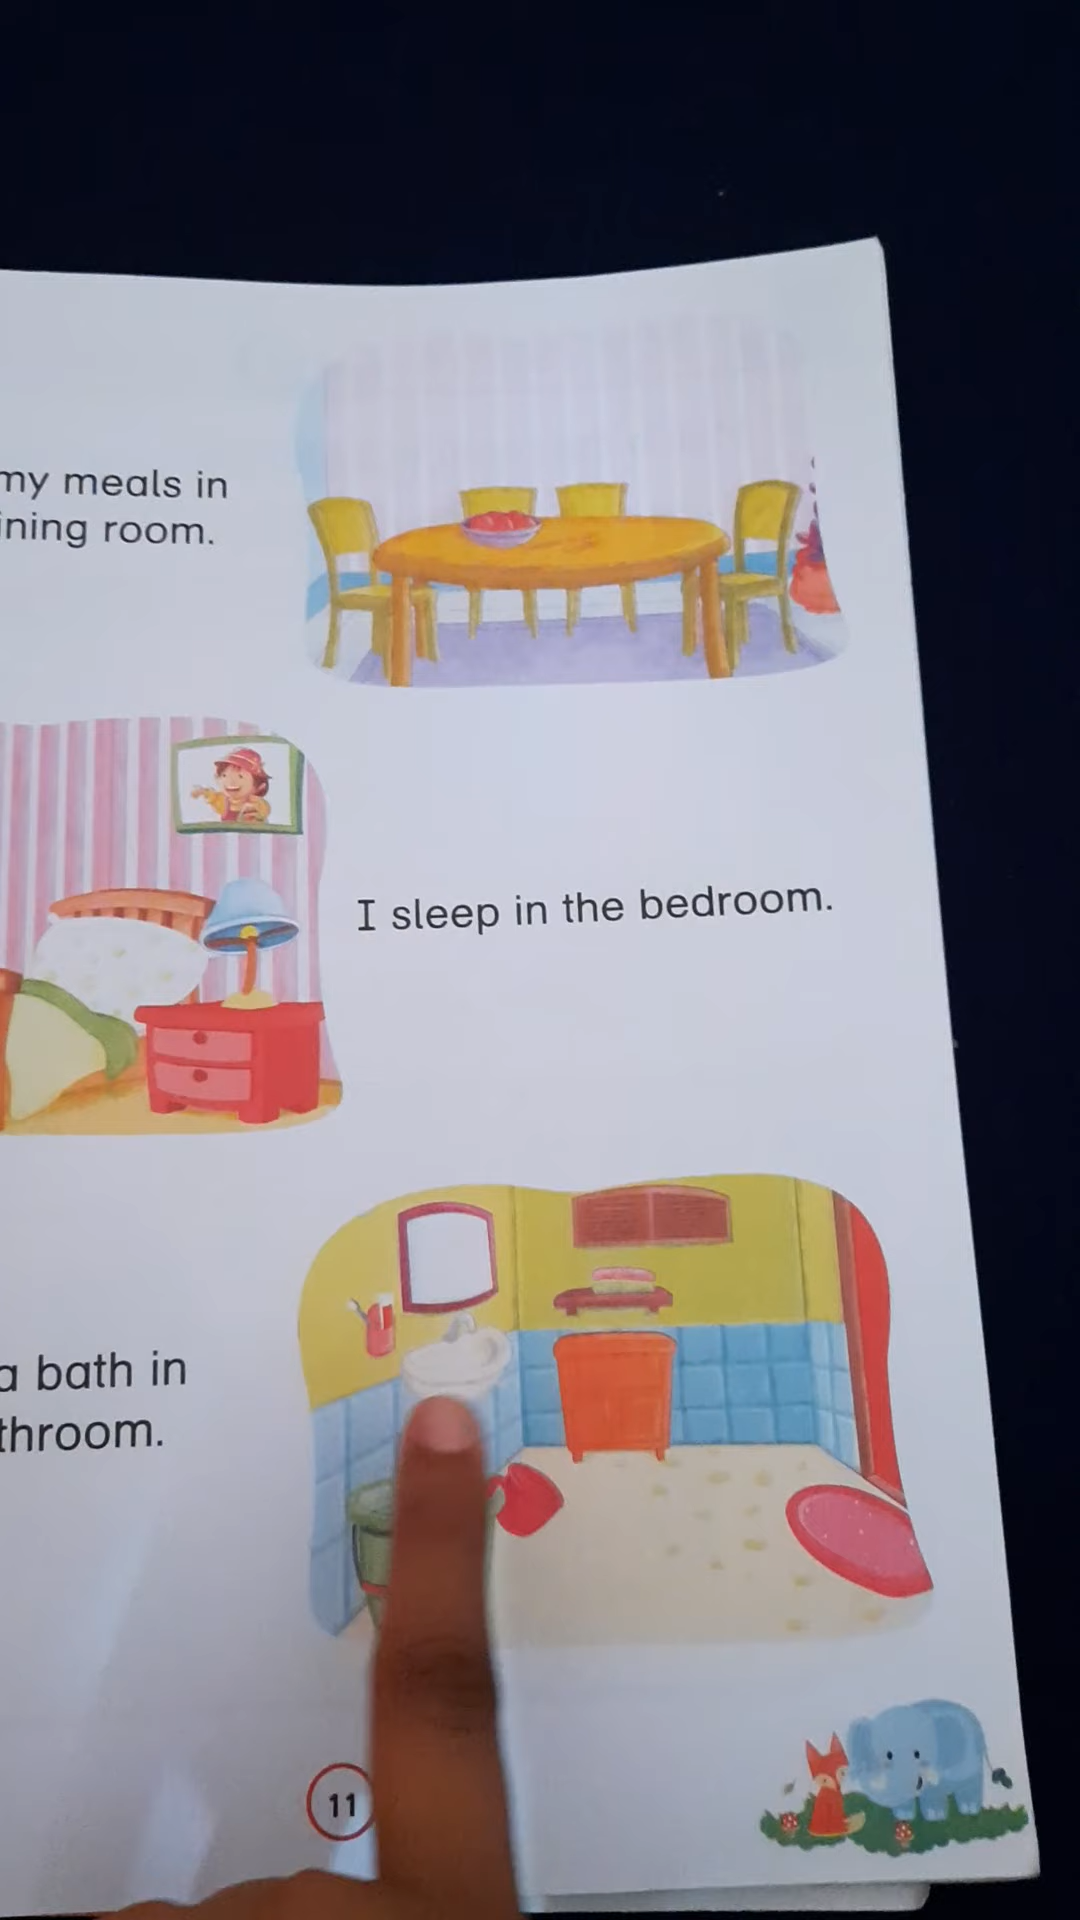 my meals in
ining room.
I sleep in the bedroom.
a bath in
throom.
11